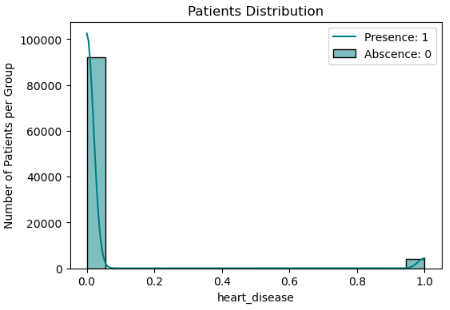 Patients Distribution
Presence: 1
Abscence: 0
Number of Patients per Group
100000
80000
60000
40000
20000
0
0.0 0.2 0.4 0.6 0.8 1.0
heart_disease